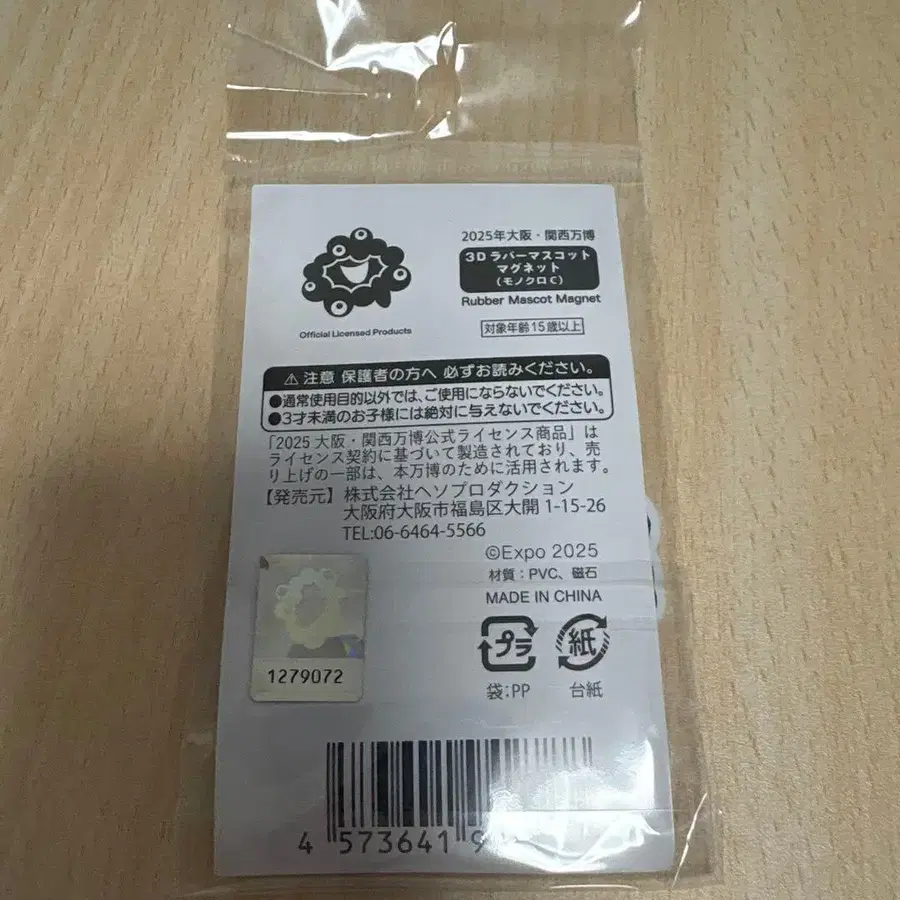 2025年大阪・関西万博
3Dラバーマスコット
マグネット
(モノクロC)
Rubber Mascot Magnet
Official Licensed Products
対象年齢15歳以上
⚠注意 保護者の方へ 必ずお読みください。
●通常使用目的以外では、ご使用にならないでください。
●3才未満のお子様には絶対に与えないでください。
「2025大阪・関西万博公式ライセンス商品」は
ライセンス契約に基づいて製造されており、売
り上げの一部は、本万博のために活用されます。
【発売元】株式会社ヘソプロダクション
大阪府大阪市福島区大開1-15-26
TEL:06-6464-5566
©Expo 2025
材質：PVC、磁石
MADE IN CHINA
1279072
プラ
紙
袋:PP
台紙
4 573641 9